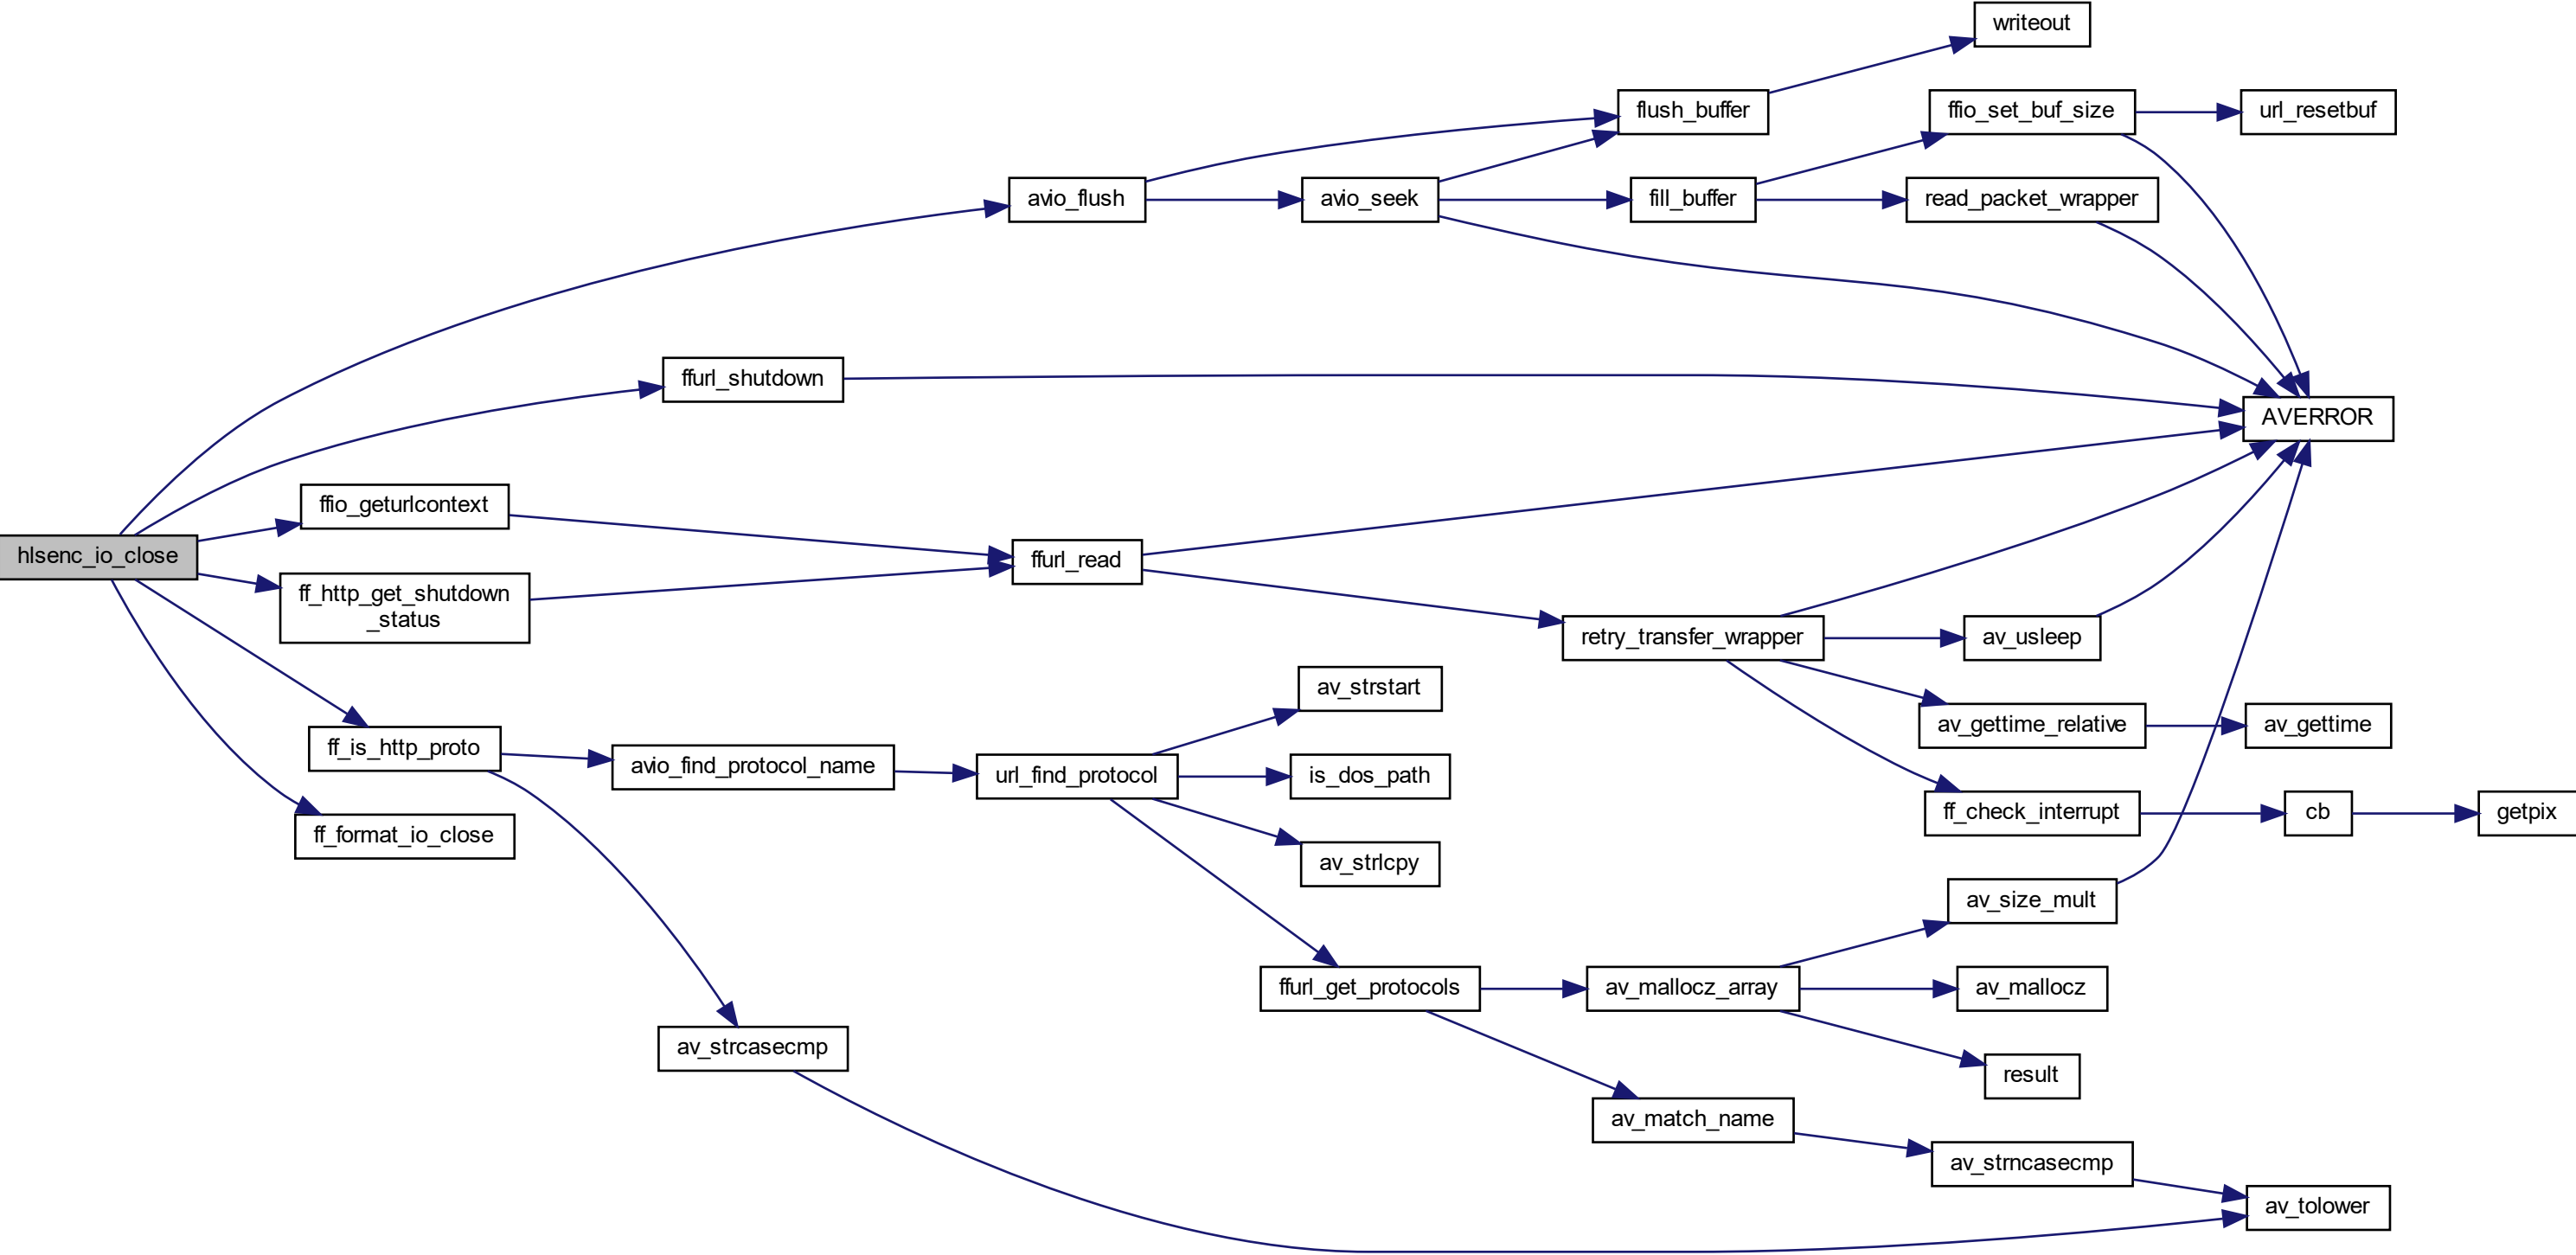 writeout
flush_buffer
ffio_set_buf_size
url_resetbuf
avio_flush
avio_seek
fill_buffer
read_packet_wrapper
ffurl_shutdown
AVERROR
ffio_geturlcontext
hlsenc_io_close
ffurl_read
ff_http_get_shutdown
_status
retry_transfer_wrapper
av_usleep
av_strstart
av_gettime_relative
av_gettime
ff_is_http_proto
avio_find_protocol_name
url_find_protocol
is_dos_path
ff_check_interrupt
cb
getpix
ff_format_io_close
av_strlcpy
av_size_mult
ffurl_get_protocols
av_mallocz_array
av_mallocz
av_strcasecmp
result
av_match_name
av_strncasecmp
av_tolower